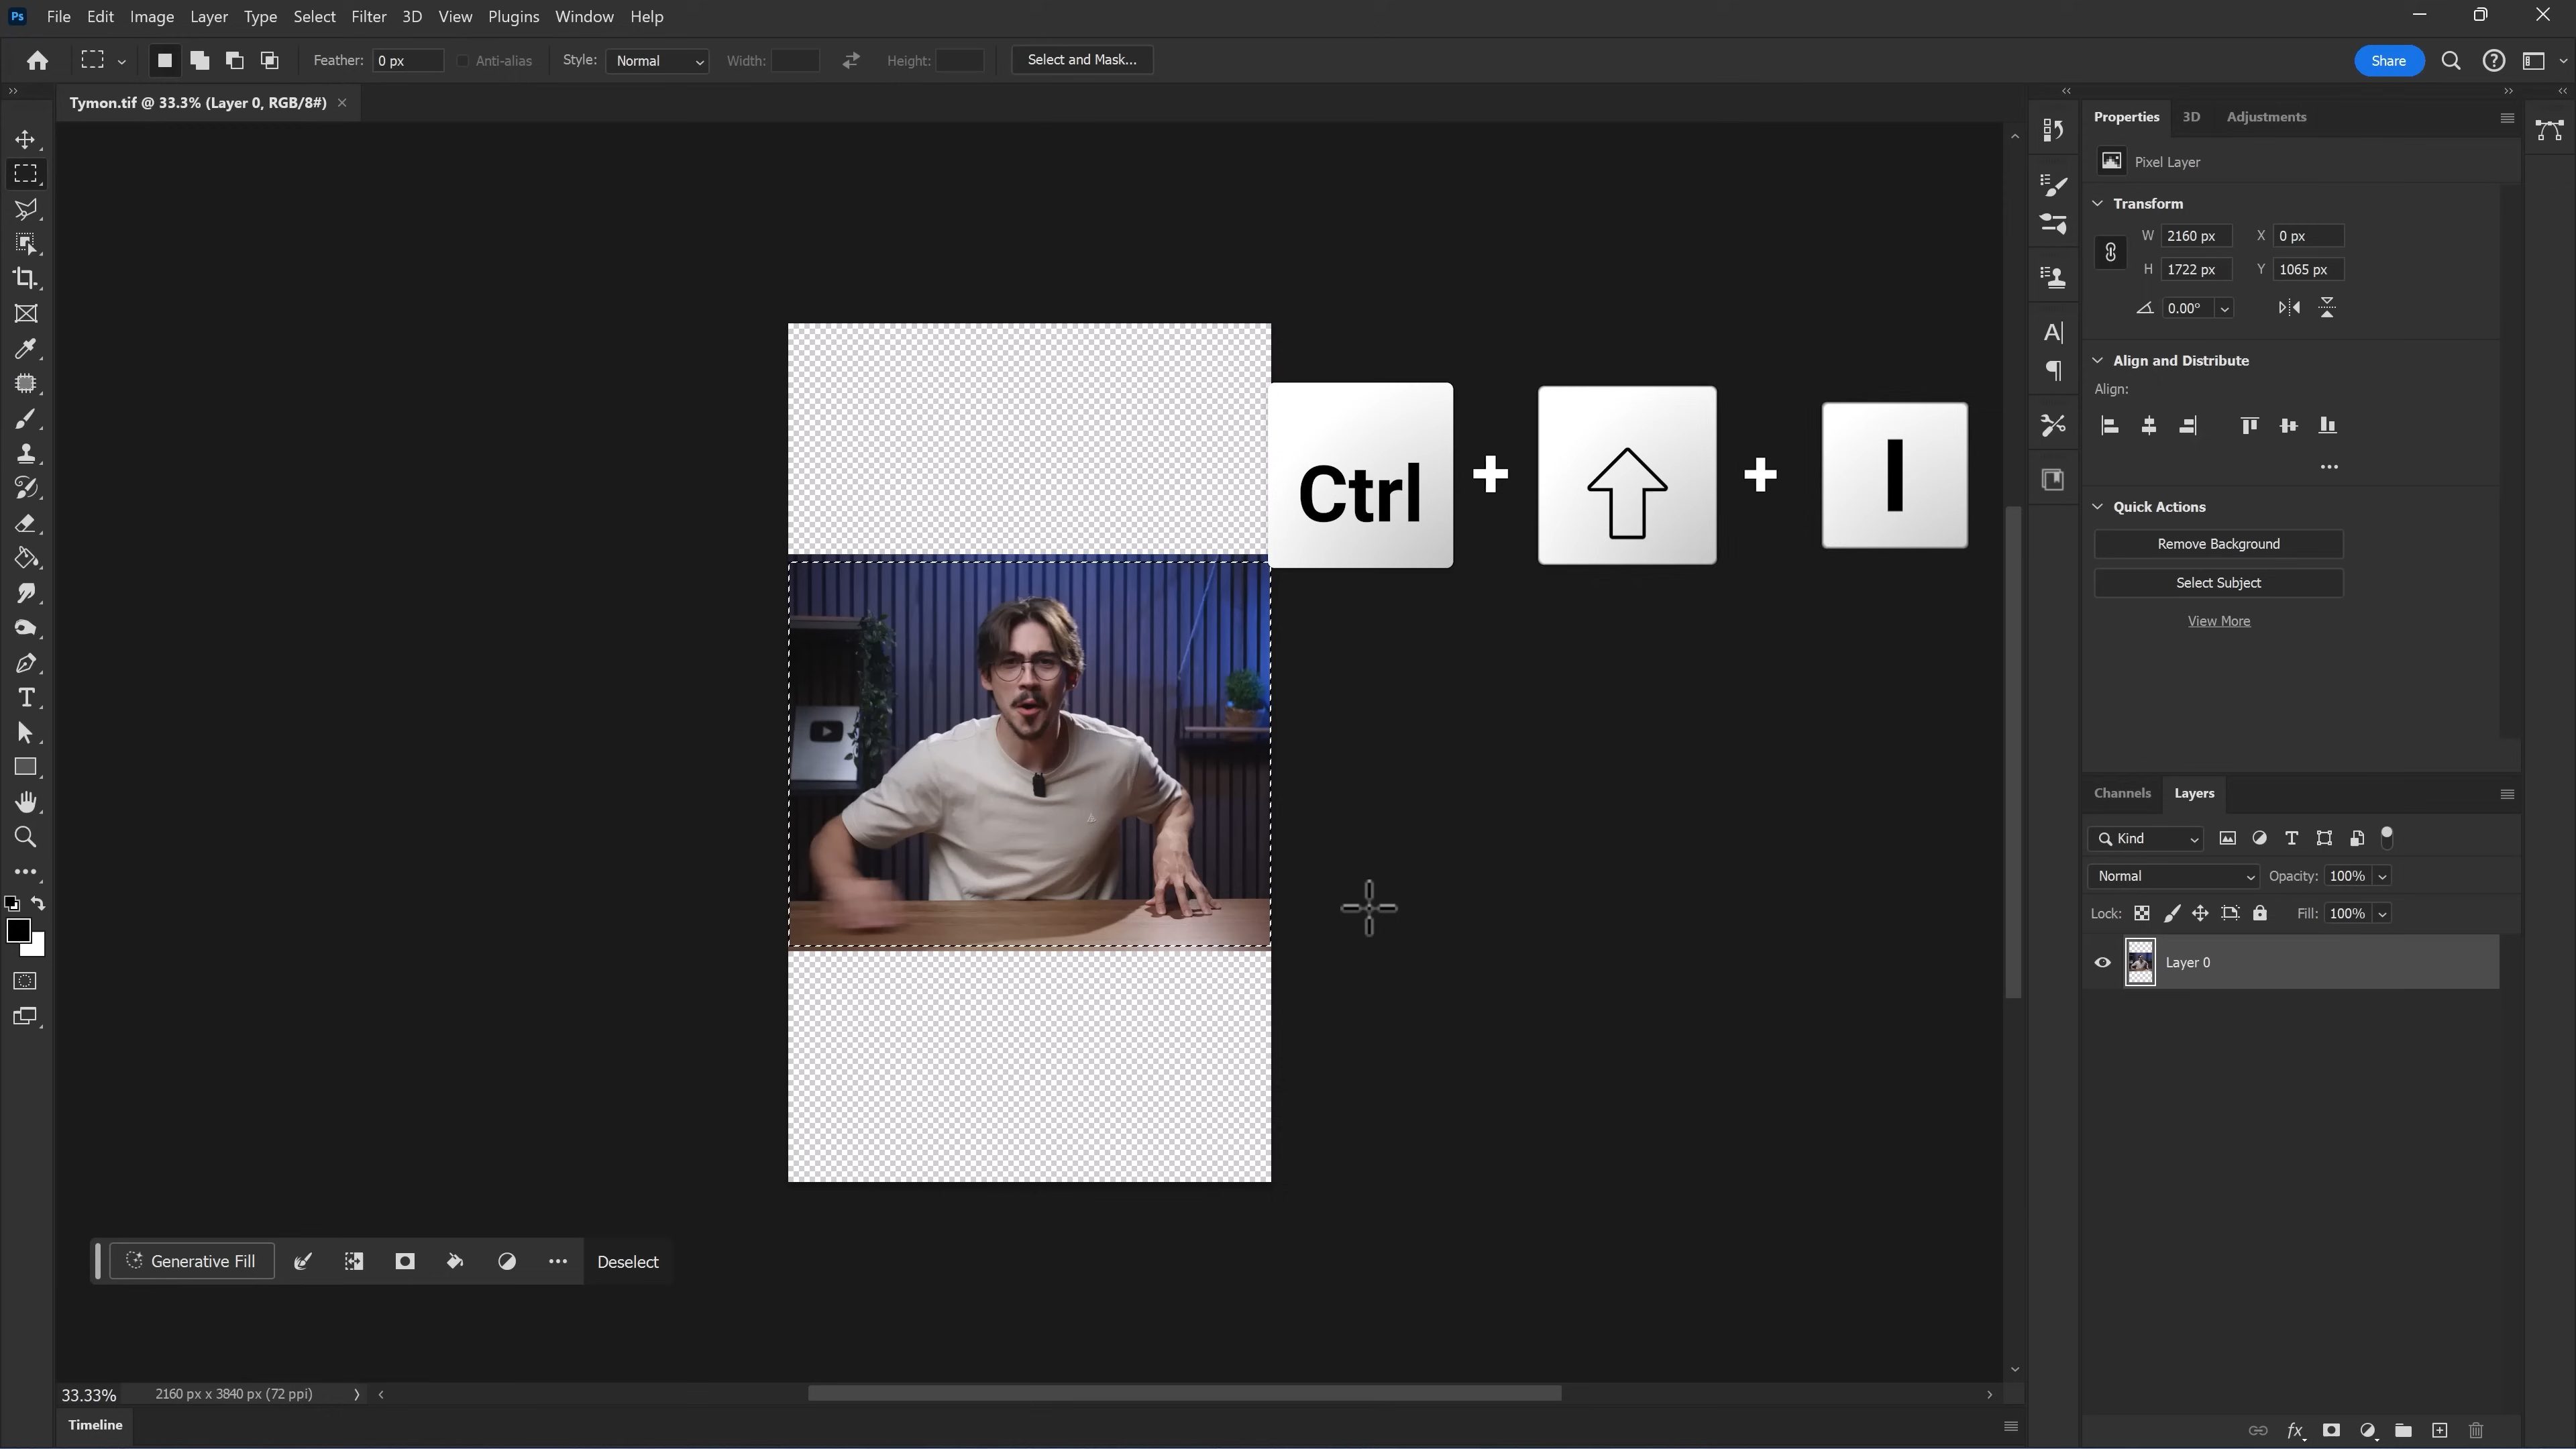 Ps File Edit Image Layer Type Select Filter 3D View Plugins Window Help
Feather: 0 px Anti-alias Style: Normal Width: Height: Select and Mask... Share
Tymon.tif @ 33.3% (Layer 0, RGB/8#)
Properties 3D Adjustments
Pixel Layer
Transform
W 2160 px X 0 px
H 1722 px Y 1065 px
0.00°
Align and Distribute
Align:
Quick Actions
Remove Background
Select Subject
View More
Ctrl + + I
Channels Layers
Kind
Normal Opacity: 100%
Lock: Fill: 100%
Layer 0
Generative Fill Deselect
33.33% 2160 px x 3840 px (72 ppi)
Timeline
fx